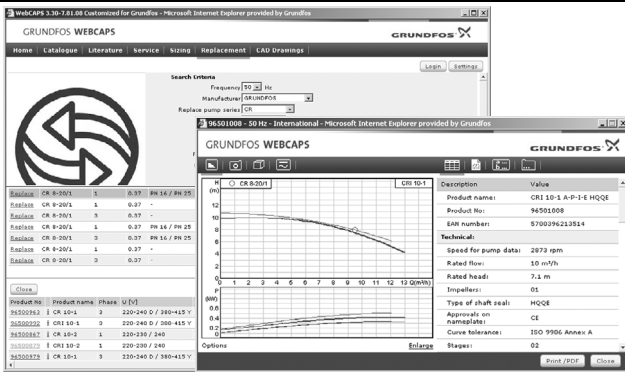 WebCAPS 3.30-7.81.08 Customized for Grundfos - Microsoft Internet Explorer provided by Grundfos
GRUNDFOS WEBCAPS
GRUNDFOS
Home Catalogue Literature Service Sizing Replacement CAD Drawings
Login Settings
Search Criteria
Frequency 50 Hz
Manufacturer GRUNDFOS
Replace pump series CR
Replace CR 8-20/1 1 0.37 PN 16 / PN 25
Replace CR 8-20/1 1 0.37 -
Replace CR 8-20/1 3 0.37 -
Replace CR 8-20/1 3 0.37 PN 16 / PN 25
Replace CR 8-20/1 3 0.37 -
Replace CR 8-20/1 3 0.37 PN 16 / PN 25
Close
Product No Product name Phase U [V]
96500963 CR 10-1 3 220-240 D / 380-415 Y
96500992 CRI 10-1 3 220-240 D / 380-415 Y
96500867 CR 10-2 1 220-230 / 240
CRI 10-2 1 220-230 / 240
96500979 CR 10-1 3 220-240 D / 380-415 Y
96501008 - 50 Hz - International - Microsoft Internet Explorer provided by Grundfos
GRUNDFOS WEBCAPS
GRUNDFOS
H
(m)
CR 8-20/1
CRI 10-1
12
10
8
6
4
2
0
0 1 2 3 4 5 6 7 8 9 10 11 12 13 Q(m³/h)
P
(kW)
0.6
0.4
0.2
0.0
Options
Enlarge
Description Value
Product name: CRI 10-1 A-P-I-E HQQE
Product No: 96501008
EAN number: 5700396213514
Technical:
Speed for pump data: 2873 rpm
Rated flow: 10 m³/h
Rated head: 7.1 m
Impellers: 01
Type of shaft seal: HQQE
Approvals on nameplate: CE
Curve tolerance: ISO 9906 Annex A
Stages: 02
Print /PDF Close